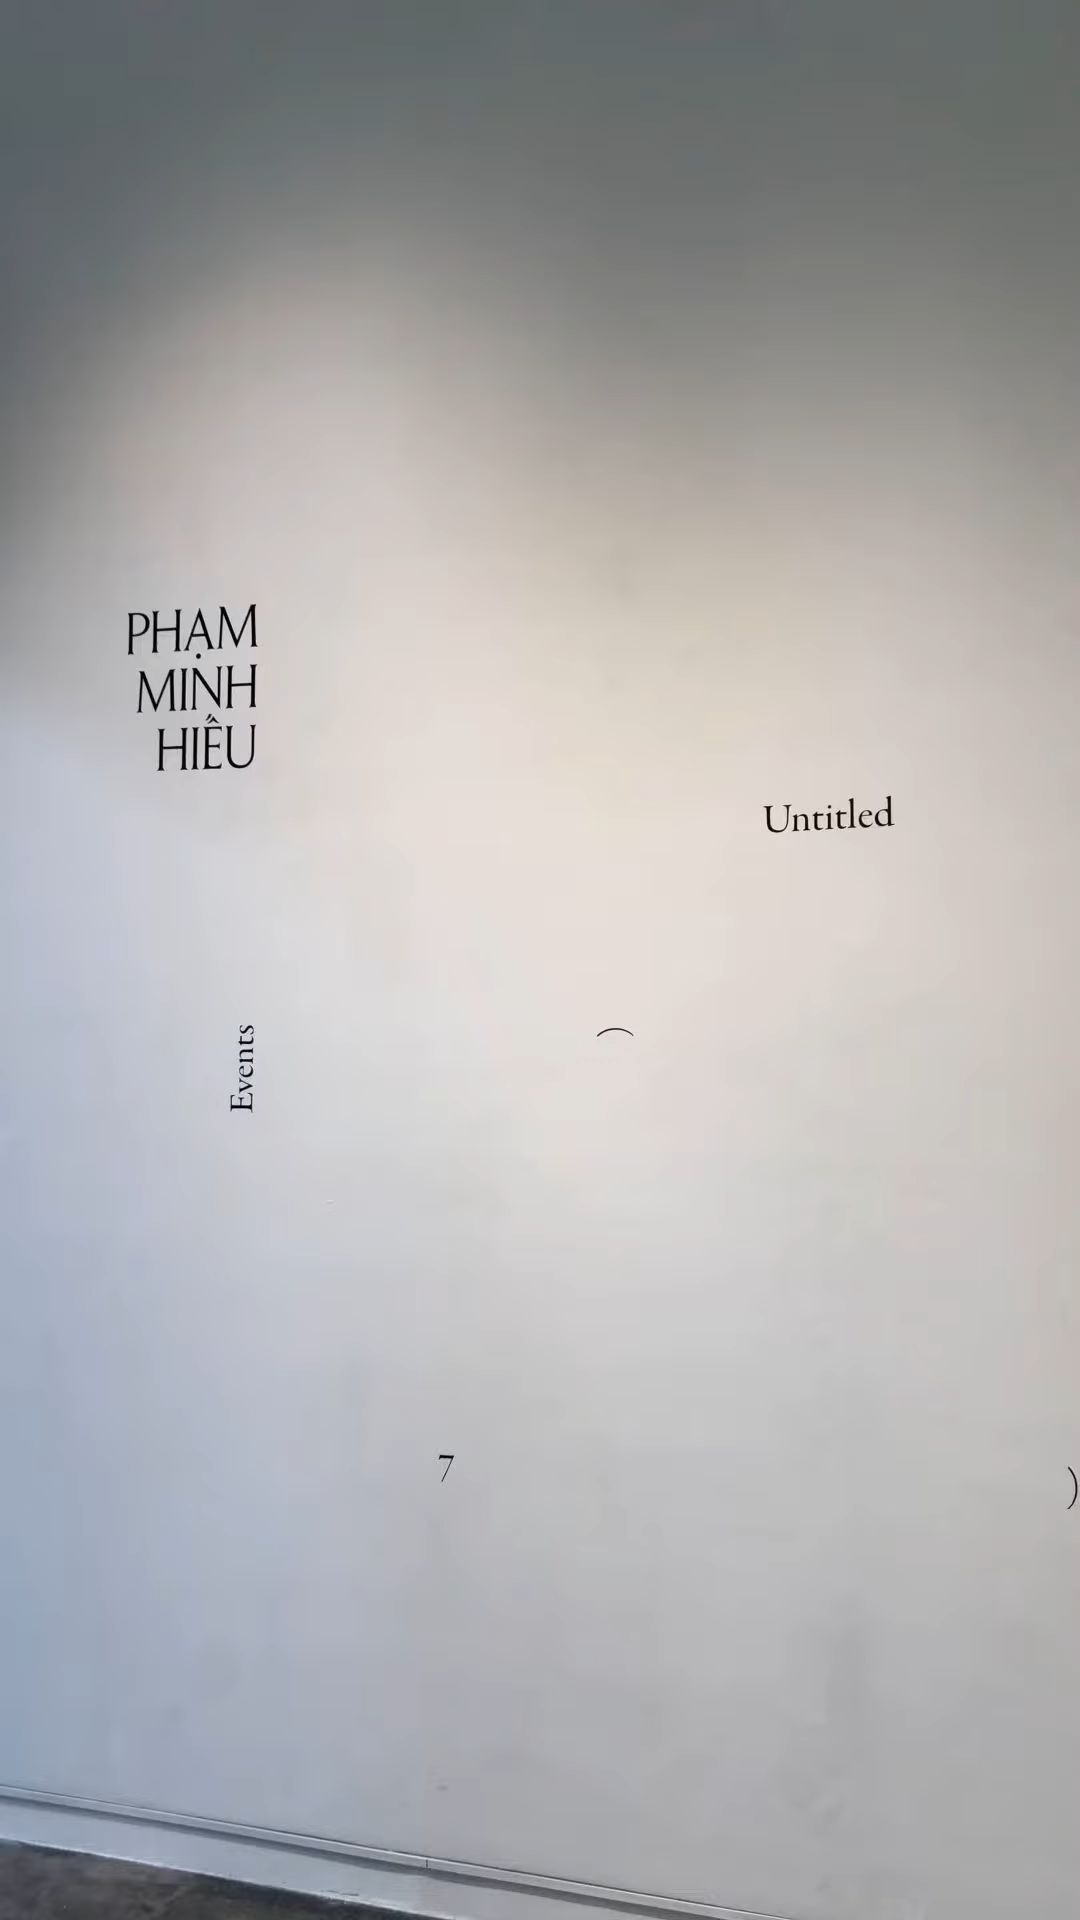 PHẠM
MINH
HIẾU
Untitled
Events
(
7
)